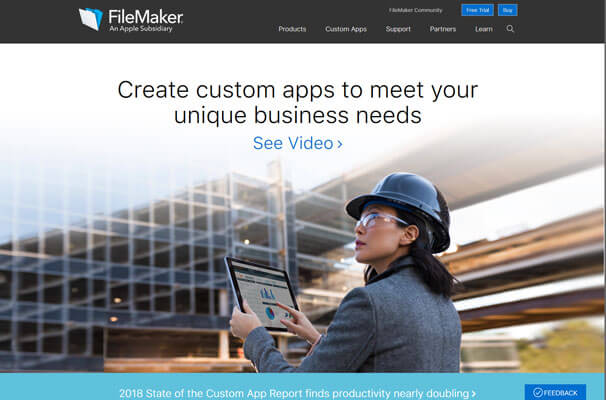 FileMaker
An Apple Subsidiary
FileMaker Community
Free Trial
Buy
Products
Custom Apps
Support
Partners
Learn
Create custom apps to meet your
unique business needs
See Video ›
2018 State of the Custom App Report finds productivity nearly doubling ›
FEEDBACK